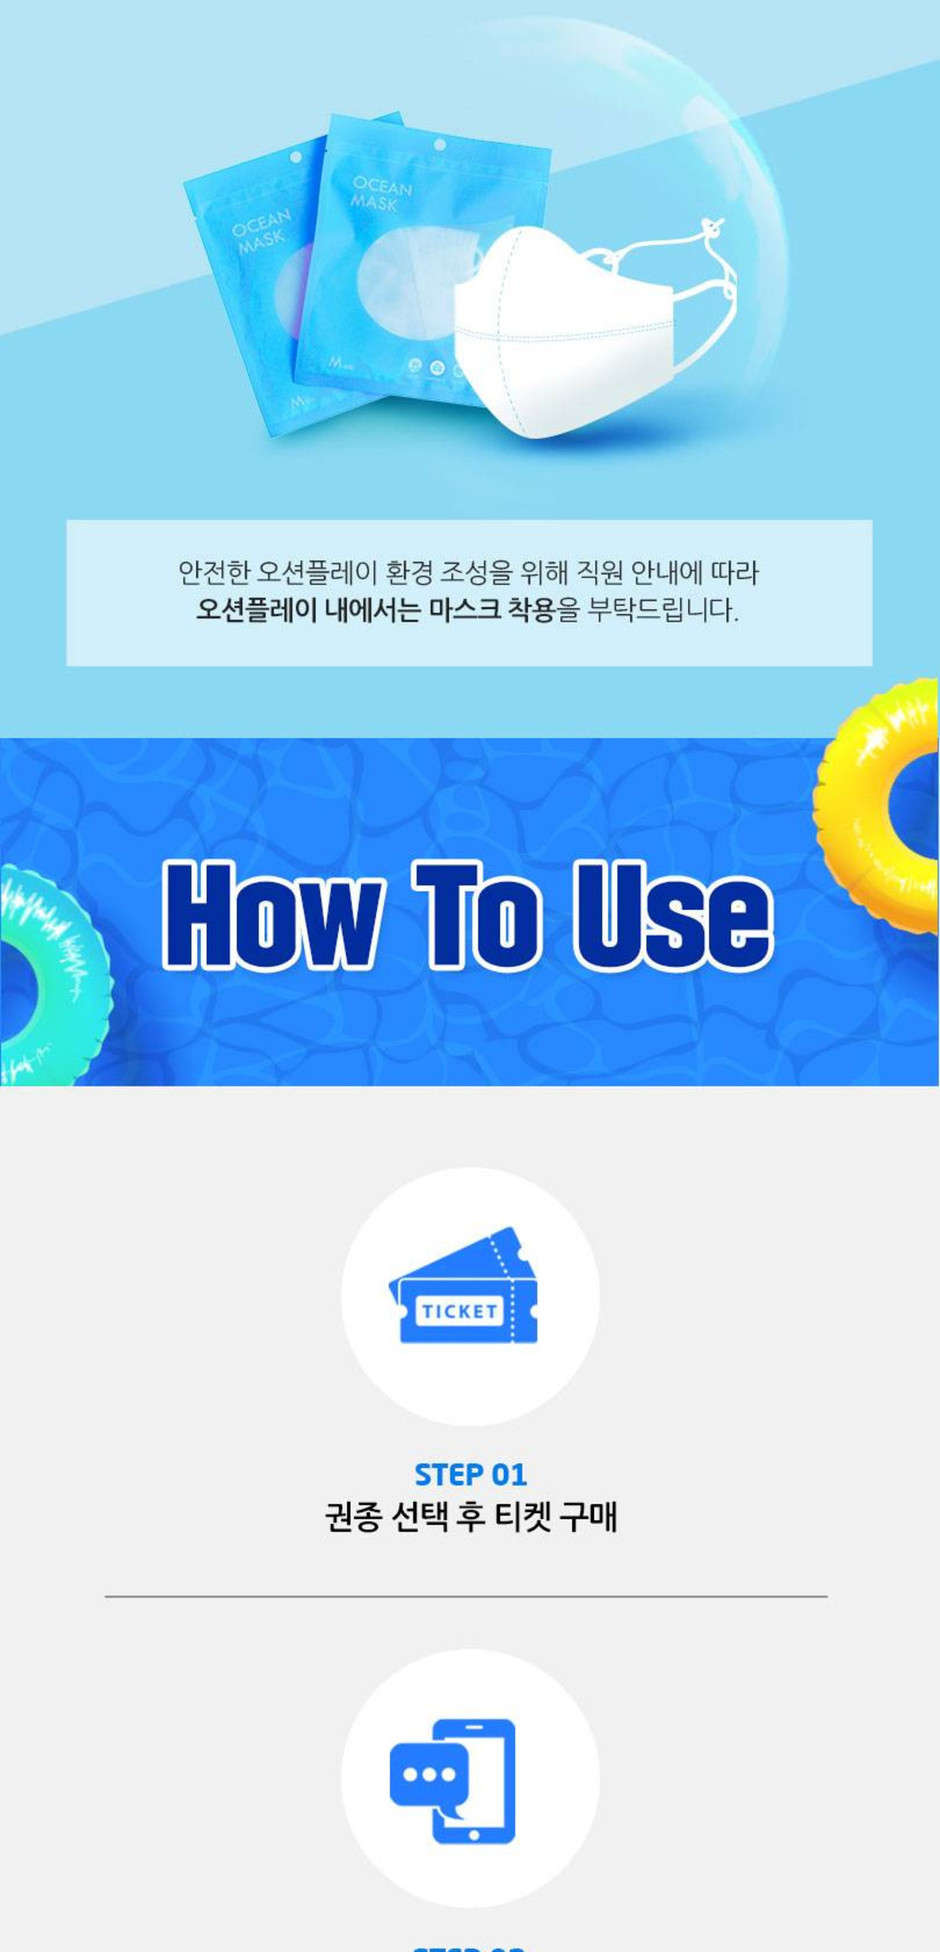 OCEAN
MASK
OCEAN
MASK
M
M
안전한 오션플레이 환경 조성을 위해 직원 안내에 따라
오션플레이 내에서는 마스크 착용을 부탁드립니다.
How To Use
TICKET
STEP 01
권종 선택 후 티켓 구매